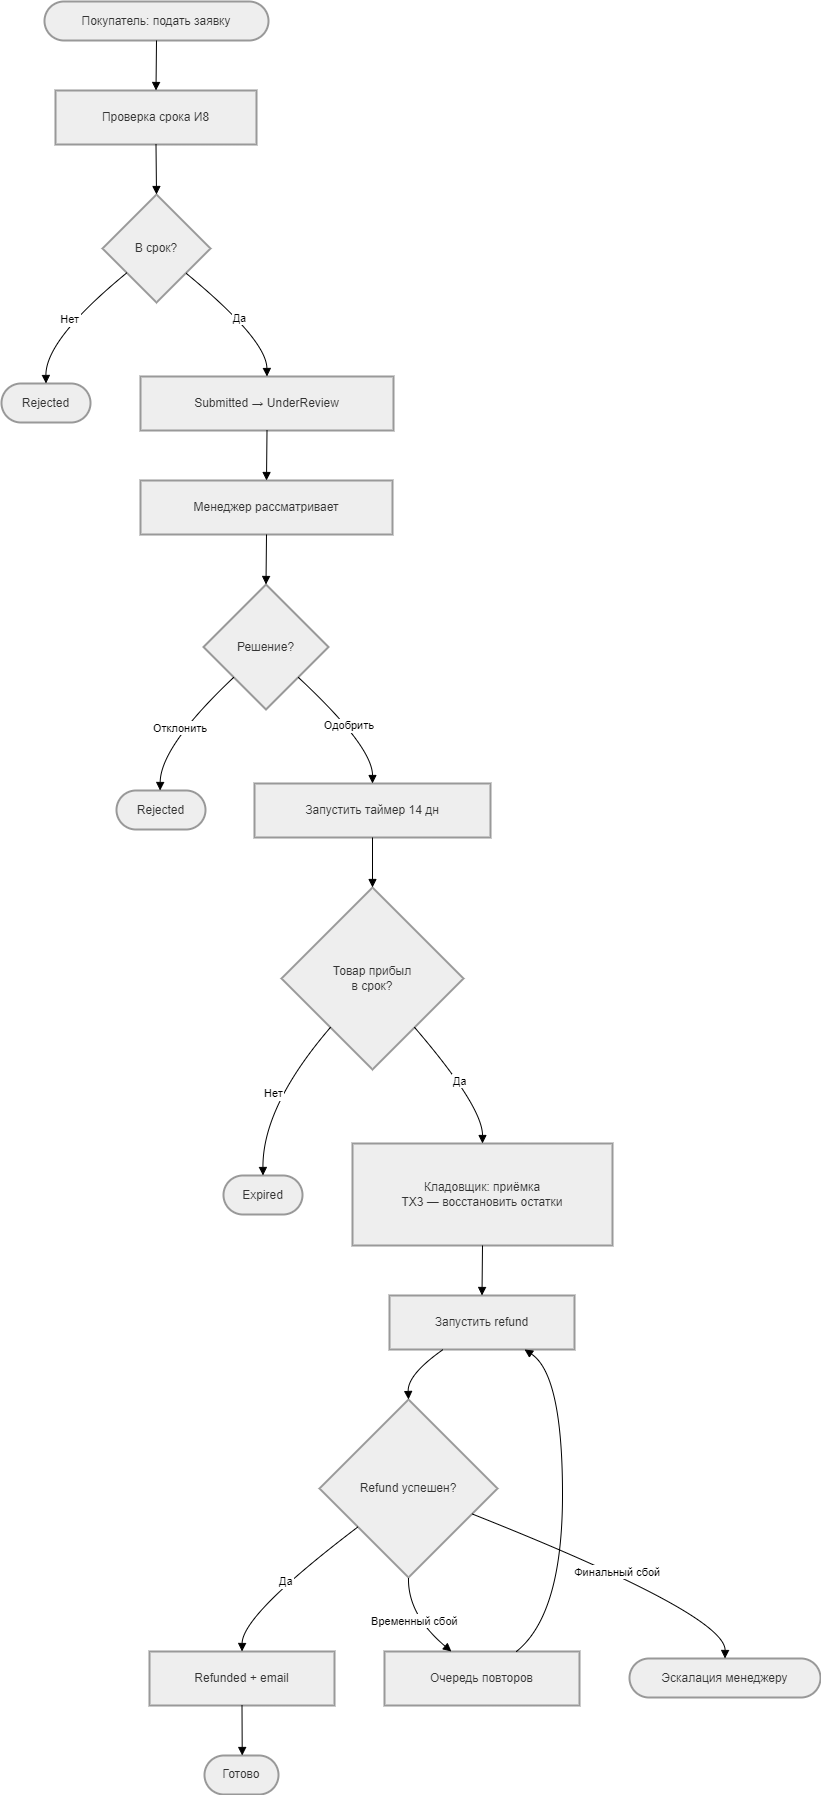 Покупатель: подать заявку
Проверка срока И8
В срок?
Нет
Да
Rejected
Submitted → UnderReview
Менеджер рассматривает
Решение?
Отклонить
Одобрить
Rejected
Запустить таймер 14 дн
Товар прибыл
в срок?
Нет
Да
Expired
Кладовщик: приёмка
TX3 — восстановить остатки
Запустить refund
Refund успешен?
Да
Временный сбой
Финальный сбой
Refunded + email
Очередь повторов
Эскалация менеджеру
Готово